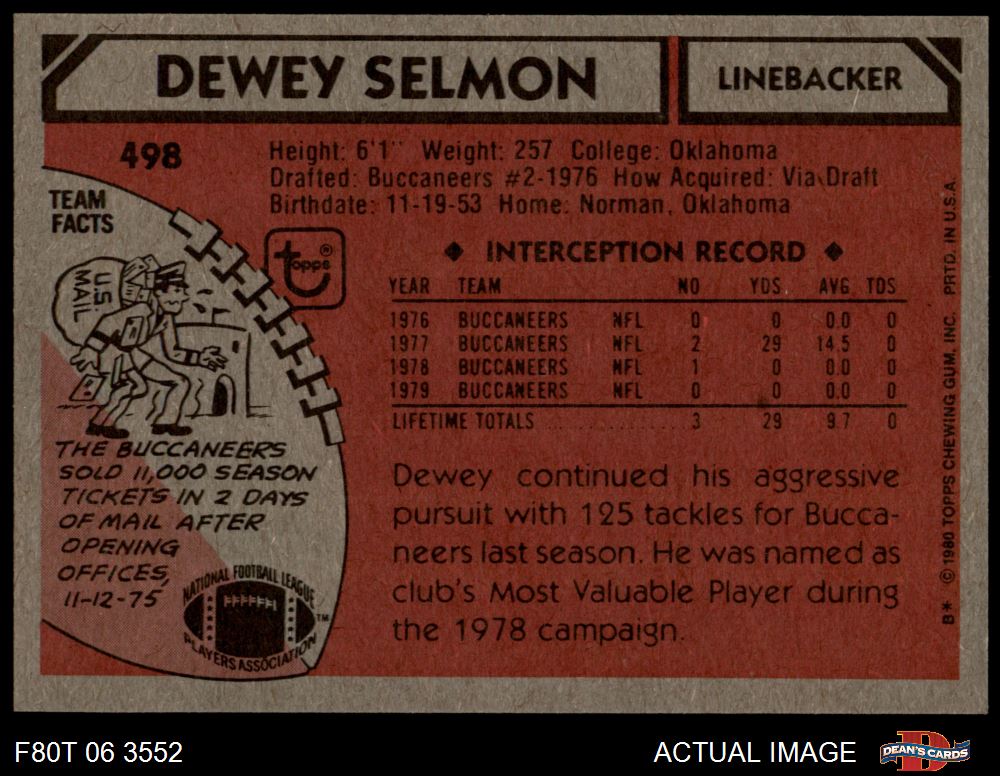 DEWEY SELMON
LINEBACKER
498
Height: 6'1" Weight: 257 College: Oklahoma
Drafted: Buccaneers #2-1976 How Acquired: Via Draft
Birthdate: 11-19-53 Home: Norman, Oklahoma
TEAM
FACTS
U.S.
MAIL
topps®
◆ INTERCEPTION RECORD ◆
YEAR TEAM NO YDS. AVG. TDS
1976 BUCCANEERS NFL 0 0 0.0 0
1977 BUCCANEERS NFL 2 29 14.5 0
1978 BUCCANEERS NFL 1 0 0.0 0
1979 BUCCANEERS NFL 0 0 0.0 0
LIFETIME TOTALS . . . . . . . . . . . . 3 29 9.7 0
THE BUCCANEERS
SOLD 11,000 SEASON
TICKETS IN 2 DAYS
OF MAIL AFTER
OPENING
OFFICES,
11-12-75
NATIONAL FOOTBALL LEAGUE
PLAYERS ASSOCIATION
™
Dewey continued his aggressive
pursuit with 125 tackles for Bucca-
neers last season. He was named as
club's Most Valuable Player during
the 1978 campaign.
B* © 1980 TOPPS CHEWING GUM, INC. PRTD. IN U.S.A.
F80T 06 3552
ACTUAL IMAGE
D
DEAN'S CARDS